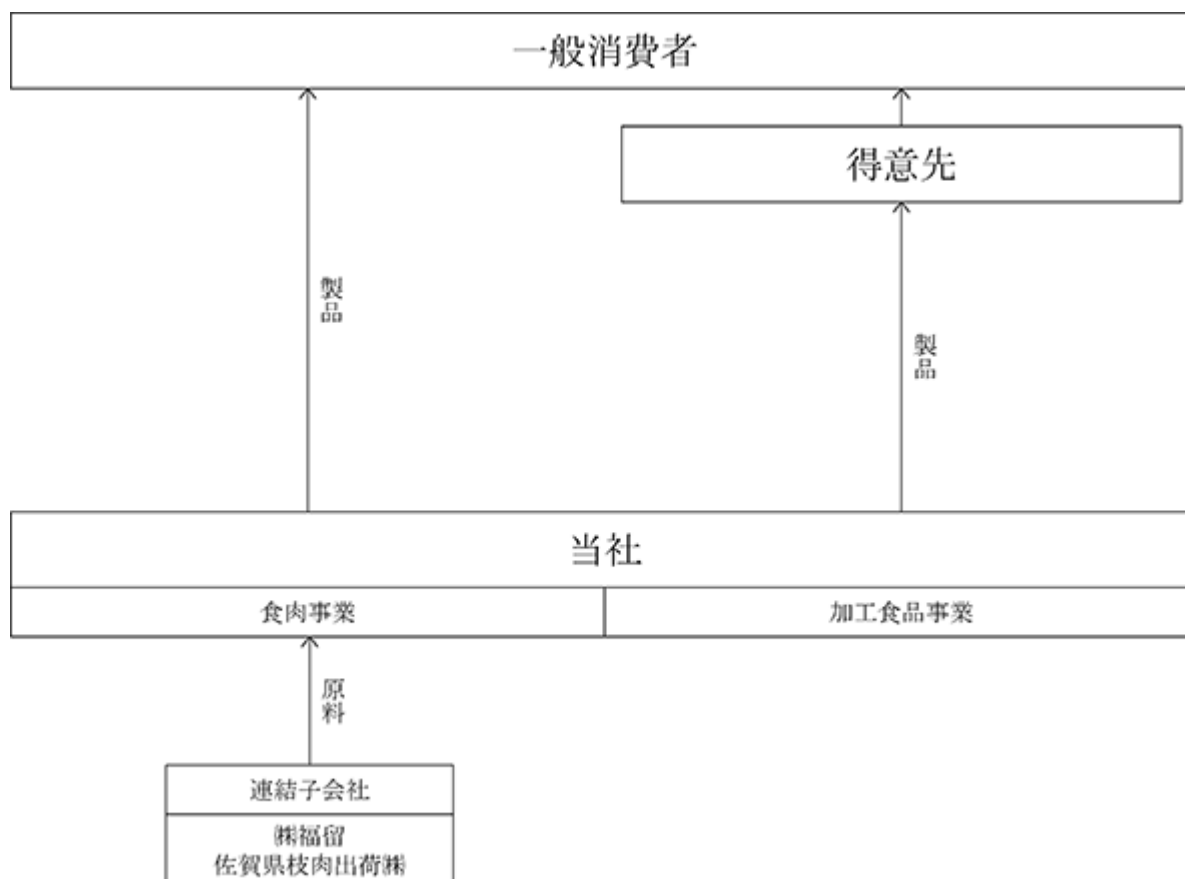 一般消費者
得意先
製品
製品
当社
食肉事業
加工食品事業
原料
連結子会社
㈱福留
佐賀県枝肉出荷㈱